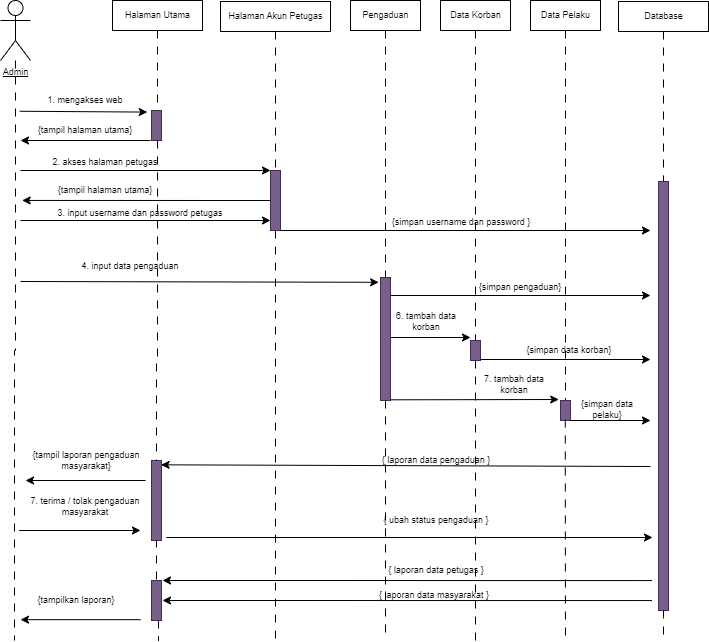 Halaman Utama
Halaman Akun Petugas
Pengaduan
Data Korban
Data Pelaku
Database
Admin
1. mengakses web
{tampil halaman utama}
2. akses halaman petugas
{tampil halaman utama}
3. input username dan password petugas
{simpan username dan password }
4. input data pengaduan
{simpan pengaduan}
6. tambah data
korban
{simpan data korban}
7. tambah data
korban
{simpan data
pelaku}
{tampil laporan pengaduan
masyarakat}
{ laporan data pengaduan }
7. terima / tolak pengaduan
masyarakat
{ ubah status pengaduan }
{ laporan data petugas }
{ laporan data masyarakat }
{tampilkan laporan}